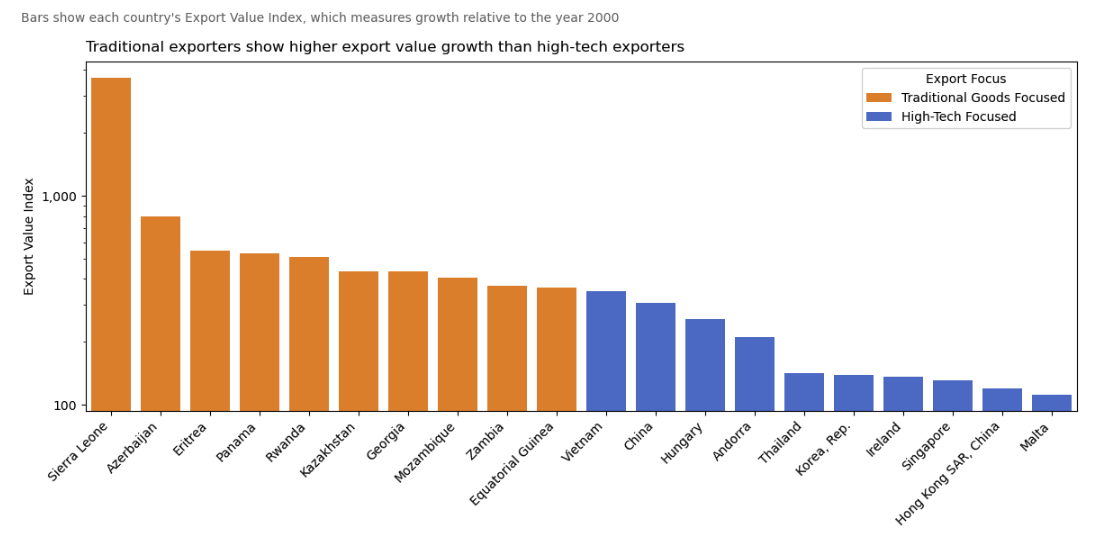 Bars show each country's Export Value Index, which measures growth relative to the year 2000
Traditional exporters show higher export value growth than high-tech exporters
Export Focus
Traditional Goods Focused
High-Tech Focused
Export Value Index
1,000
100
Sierra Leone
Azerbaijan
Eritrea
Panama
Rwanda
Kazakhstan
Georgia
Mozambique
Zambia
Equatorial Guinea
Vietnam
China
Hungary
Andorra
Thailand
Korea, Rep.
Ireland
Singapore
Hong Kong SAR, China
Malta